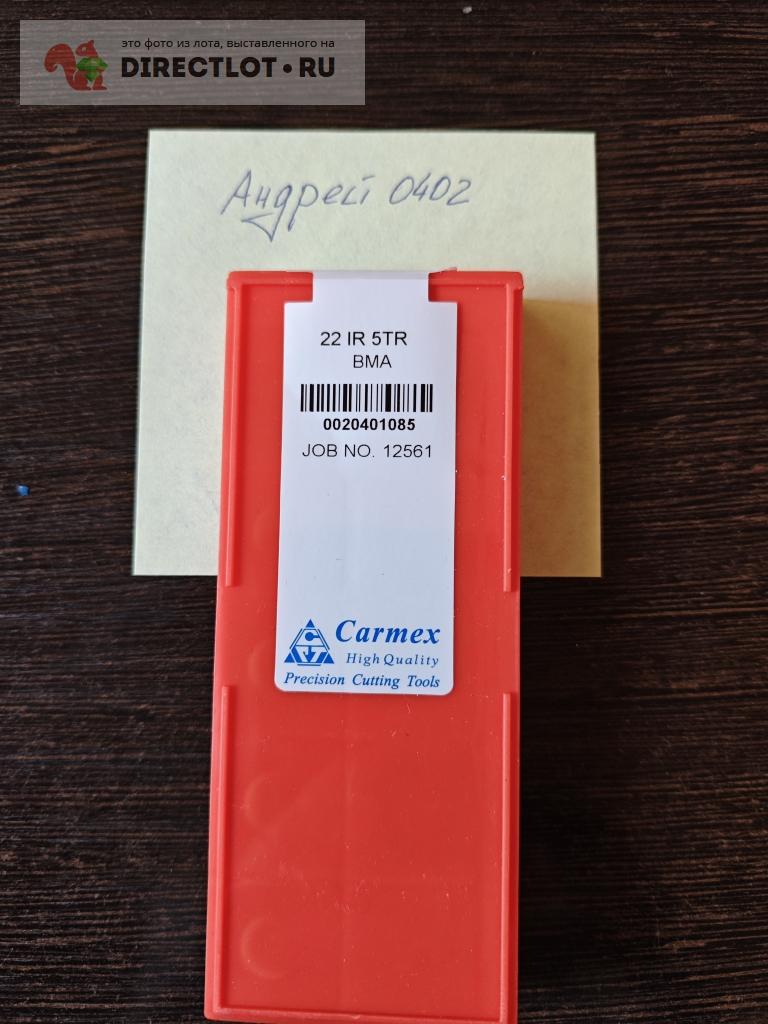 это фото из лота, выставленного на
DIRECTLOT.RU
Андрей 0402
22 IR 5TR
BMA
0020401085
JOB NO. 12561
Carmex
High Quality
Precision Cutting Tools